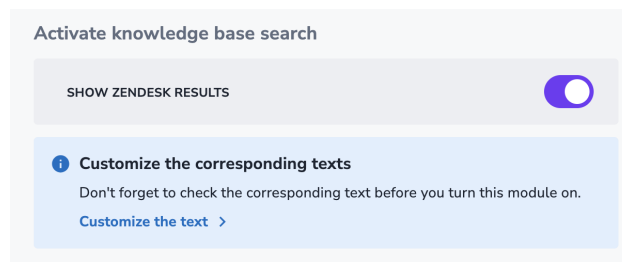 Activate knowledge base search
SHOW ZENDESK RESULTS
Customize the corresponding texts
Don't forget to check the corresponding text before you turn this module on.
Customize the text